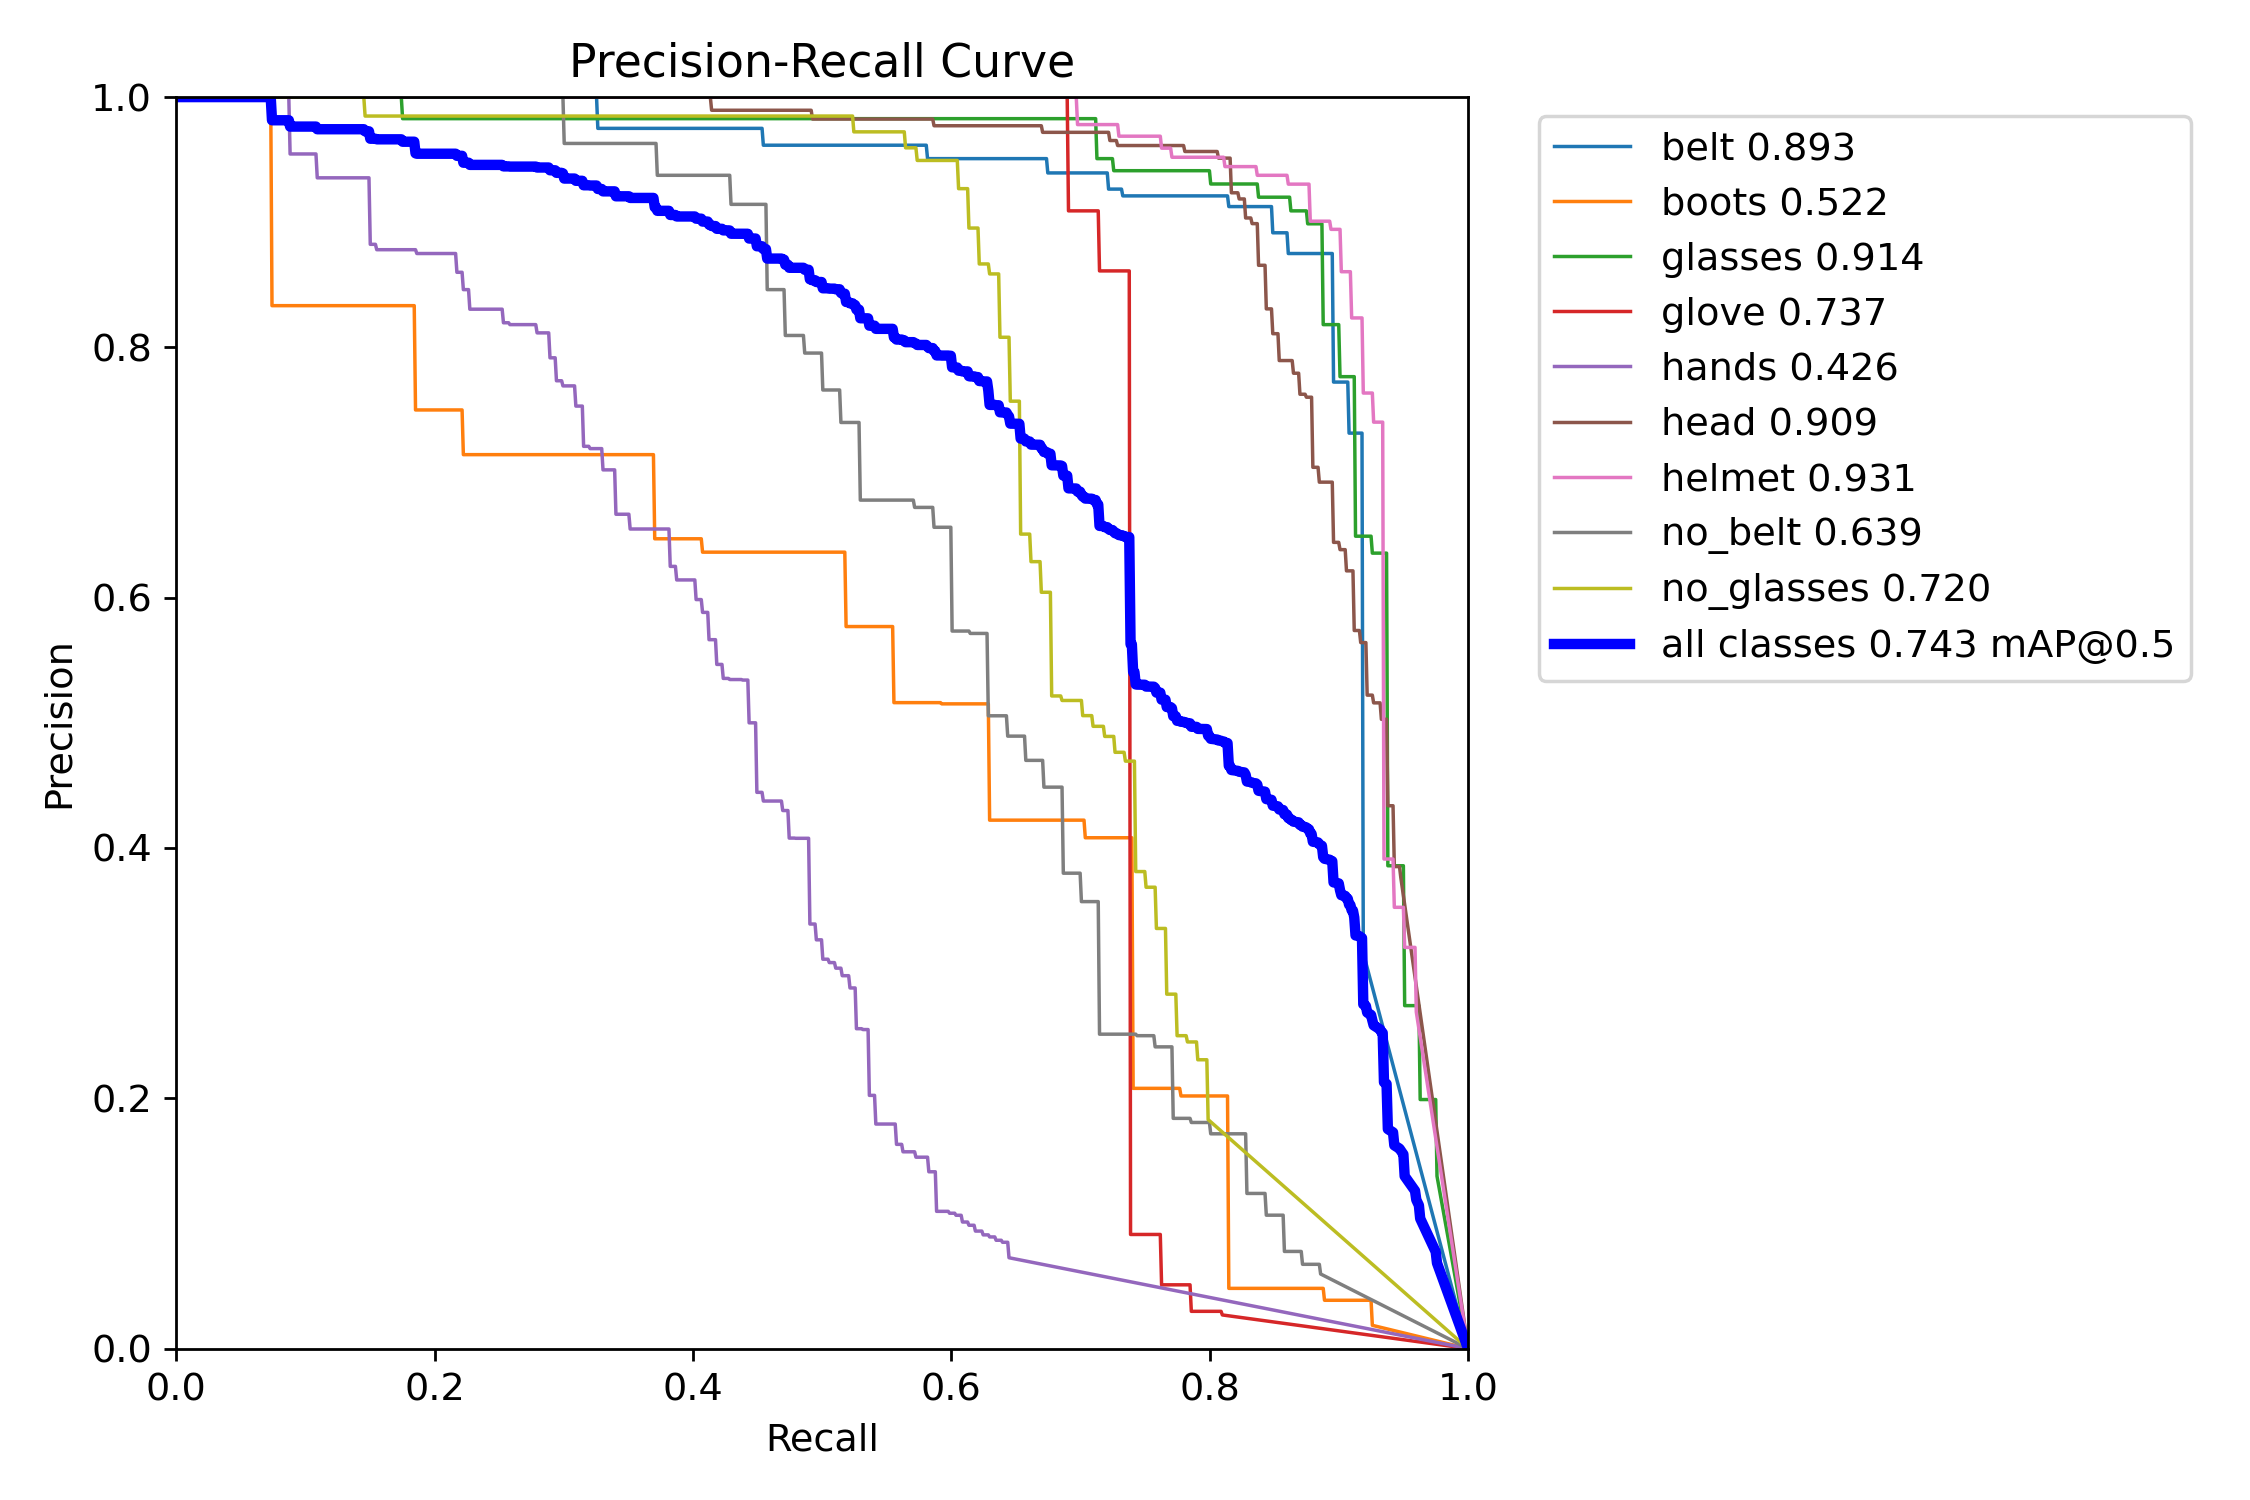 Precision-Recall Curve
1.0
0.8
0.6
0.4
0.2
0.0
Precision
0.0 0.2 0.4 0.6 0.8 1.0
Recall
belt 0.893
boots 0.522
glasses 0.914
glove 0.737
hands 0.426
head 0.909
helmet 0.931
no_belt 0.639
no_glasses 0.720
all classes 0.743 mAP@0.5